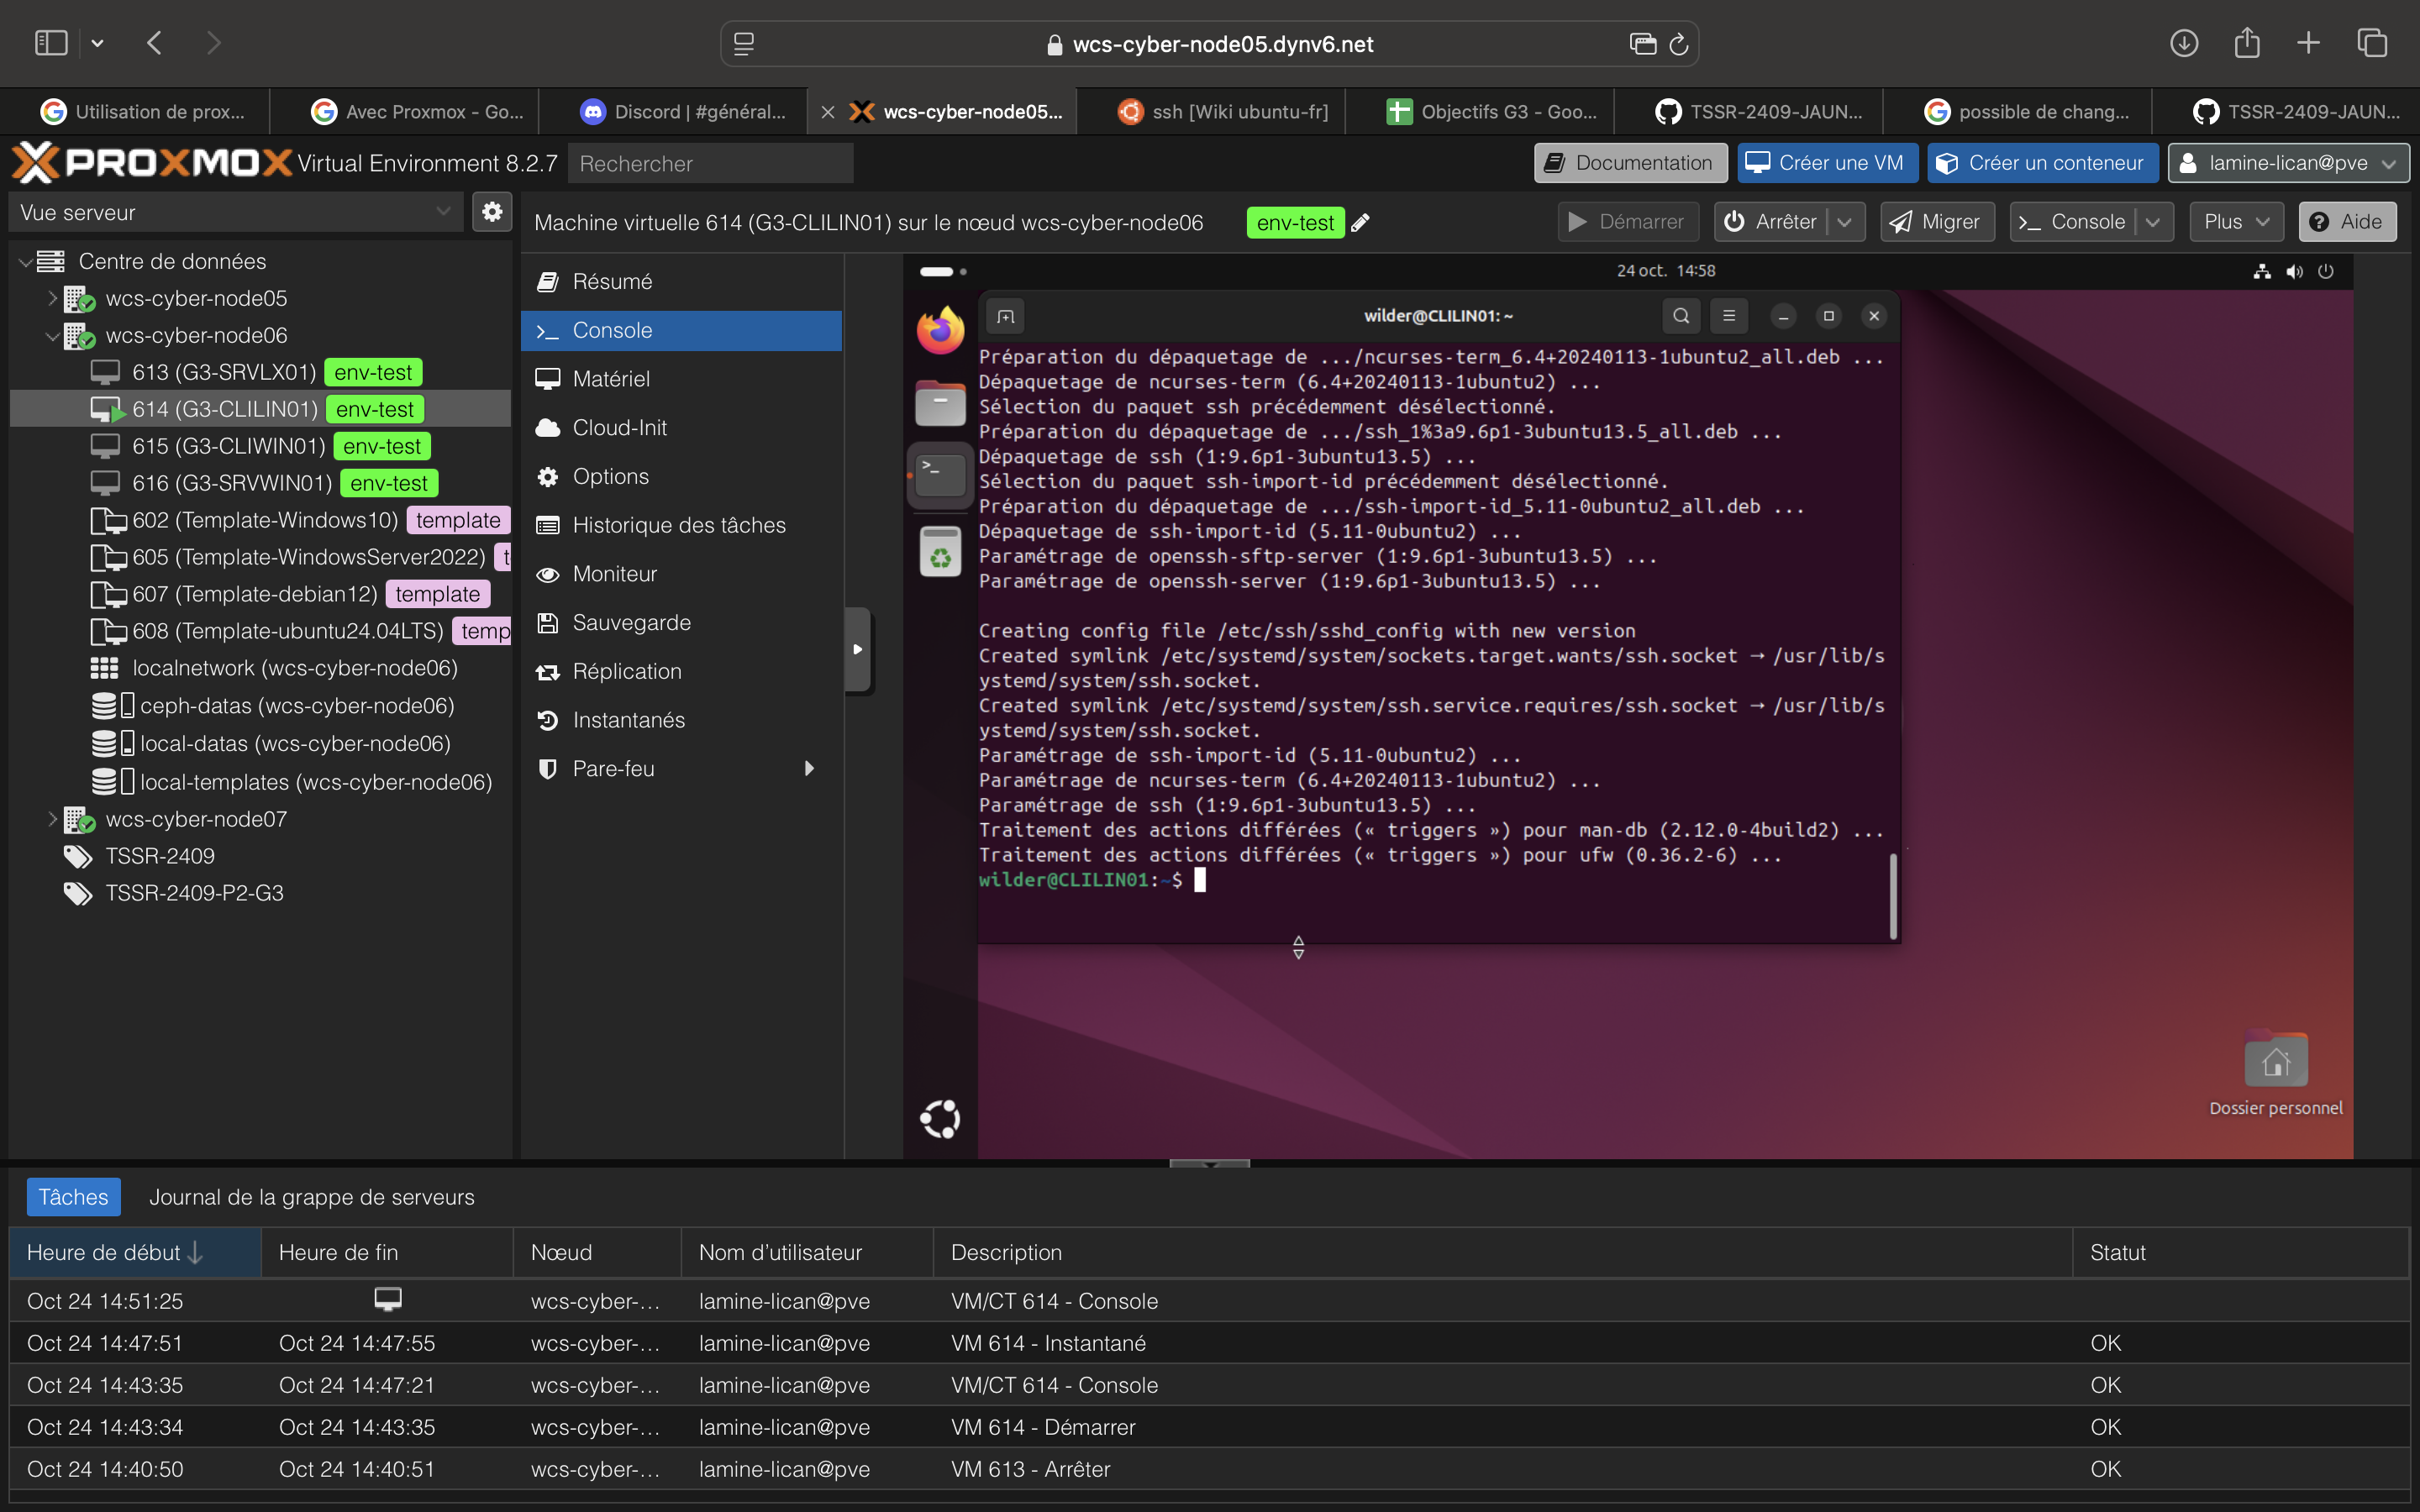 wcs-cyber-node05.dynv6.net
Utilisation de prox...
Avec Proxmox - Go...
Discord | #général...
wcs-cyber-node05...
ssh [Wiki ubuntu-fr]
Objectifs G3 - Goo...
TSSR-2409-JAUN...
possible de chang...
TSSR-2409-JAUN...
PROXMOX Virtual Environment 8.2.7
Rechercher
Documentation
Créer une VM
Créer un conteneur
lamine-lican@pve
Vue serveur
Machine virtuelle 614 (G3-CLILIN01) sur le nœud wcs-cyber-node06
env-test
Démarrer
Arrêter
Migrer
Console
Plus
Aide
Centre de données
wcs-cyber-node05
wcs-cyber-node06
613 (G3-SRVLX01) env-test
614 (G3-CLILIN01) env-test
615 (G3-CLIWIN01) env-test
616 (G3-SRVWIN01) env-test
602 (Template-Windows10) template
605 (Template-WindowsServer2022) t
607 (Template-debian12) template
608 (Template-ubuntu24.04LTS) temp
localnetwork (wcs-cyber-node06)
ceph-datas (wcs-cyber-node06)
local-datas (wcs-cyber-node06)
local-templates (wcs-cyber-node06)
wcs-cyber-node07
TSSR-2409
TSSR-2409-P2-G3
Résumé
Console
Matériel
Cloud-Init
Options
Historique des tâches
Moniteur
Sauvegarde
Réplication
Instantanés
Pare-feu
24 oct. 14:58
wilder@CLILIN01: ~
Préparation du dépaquetage de .../ncurses-term_6.4+20240113-1ubuntu2_all.deb ...
Dépaquetage de ncurses-term (6.4+20240113-1ubuntu2) ...
Sélection du paquet ssh précédemment désélectionné.
Préparation du dépaquetage de .../ssh_1%3a9.6p1-3ubuntu13.5_all.deb ...
Dépaquetage de ssh (1:9.6p1-3ubuntu13.5) ...
Sélection du paquet ssh-import-id précédemment désélectionné.
Préparation du dépaquetage de .../ssh-import-id_5.11-0ubuntu2_all.deb ...
Dépaquetage de ssh-import-id (5.11-0ubuntu2) ...
Paramétrage de openssh-sftp-server (1:9.6p1-3ubuntu13.5) ...
Paramétrage de openssh-server (1:9.6p1-3ubuntu13.5) ...
Creating config file /etc/ssh/sshd_config with new version
Created symlink /etc/systemd/system/sockets.target.wants/ssh.socket → /usr/lib/s
ystemd/system/ssh.socket.
Created symlink /etc/systemd/system/ssh.service.requires/ssh.socket → /usr/lib/s
ystemd/system/ssh.socket.
Paramétrage de ssh-import-id (5.11-0ubuntu2) ...
Paramétrage de ncurses-term (6.4+20240113-1ubuntu2) ...
Paramétrage de ssh (1:9.6p1-3ubuntu13.5) ...
Traitement des actions différées (« triggers ») pour man-db (2.12.0-4build2) ...
Traitement des actions différées (« triggers ») pour ufw (0.36.2-6) ...
wilder@CLILIN01:~$
Dossier personnel
Tâches
Journal de la grappe de serveurs
Heure de début Heure de fin Nœud Nom d'utilisateur Description Statut
Oct 24 14:51:25 wcs-cyber-... lamine-lican@pve VM/CT 614 - Console
Oct 24 14:47:51 Oct 24 14:47:55 wcs-cyber-... lamine-lican@pve VM 614 - Instantané OK
Oct 24 14:43:35 Oct 24 14:47:21 wcs-cyber-... lamine-lican@pve VM/CT 614 - Console OK
Oct 24 14:43:34 Oct 24 14:43:35 wcs-cyber-... lamine-lican@pve VM 614 - Démarrer OK
Oct 24 14:40:50 Oct 24 14:40:51 wcs-cyber-... lamine-lican@pve VM 613 - Arrêter OK